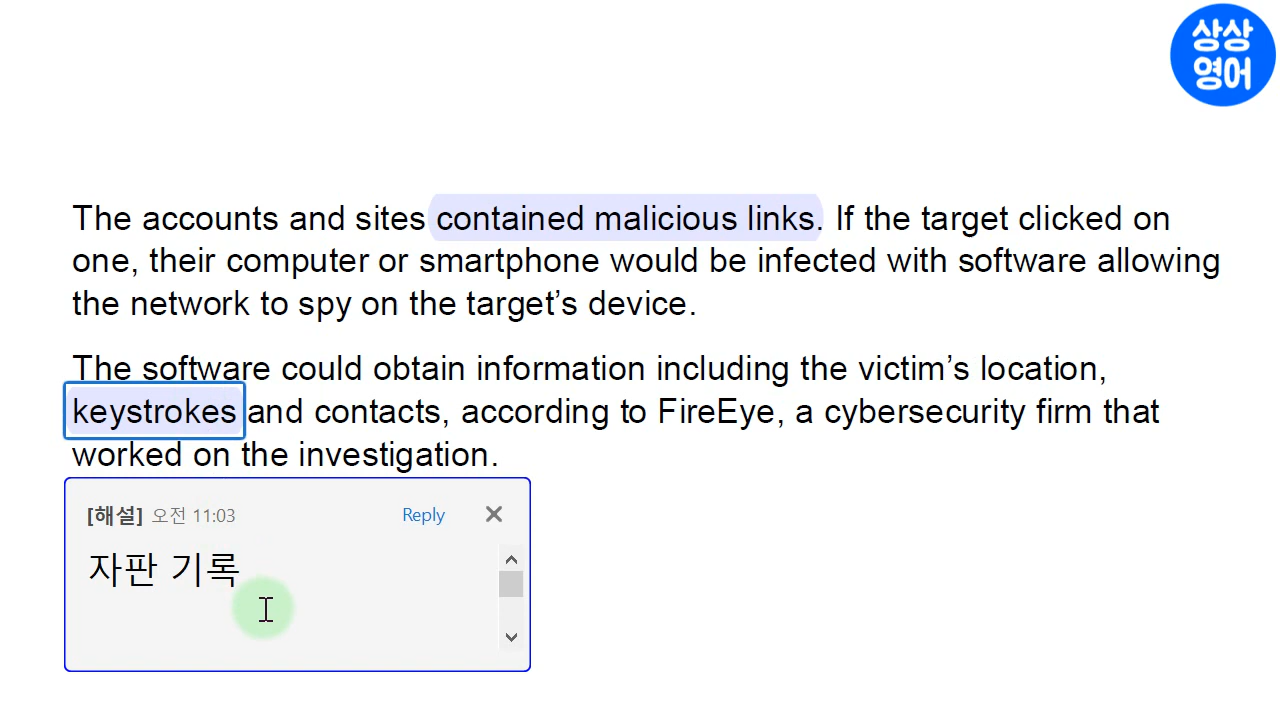 상상
영어
The accounts and sites contained malicious links. If the target clicked on
one, their computer or smartphone would be infected with software allowing
the network to spy on the target’s device.
The software could obtain information including the victim’s location,
keystrokes and contacts, according to FireEye, a cybersecurity firm that
worked on the investigation.
[해설] 오전 11:03 Reply
자판 기록